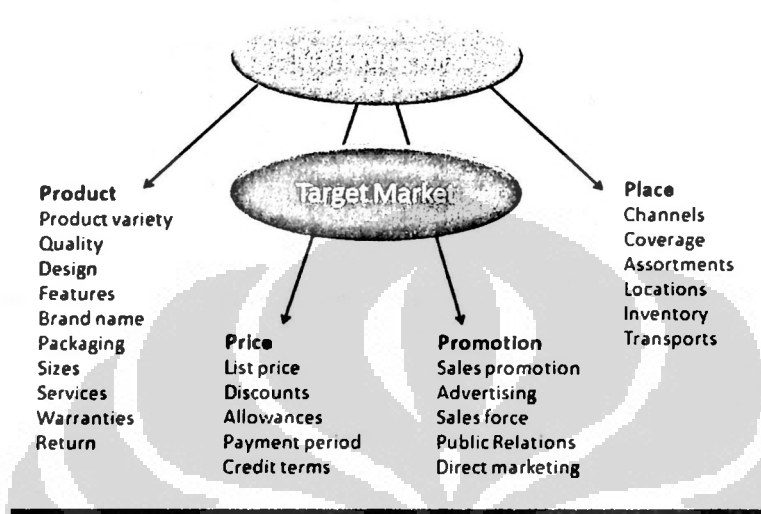 Target Market
Product
Product variety
Quality
Design
Features
Brand name
Packaging
Sizes
Services
Warranties
Return
Price
List price
Discounts
Allowances
Payment period
Credit terms
Promotion
Sales promotion
Advertising
Sales force
Public Relations
Direct marketing
Place
Channels
Coverage
Assortments
Locations
Inventory
Transports